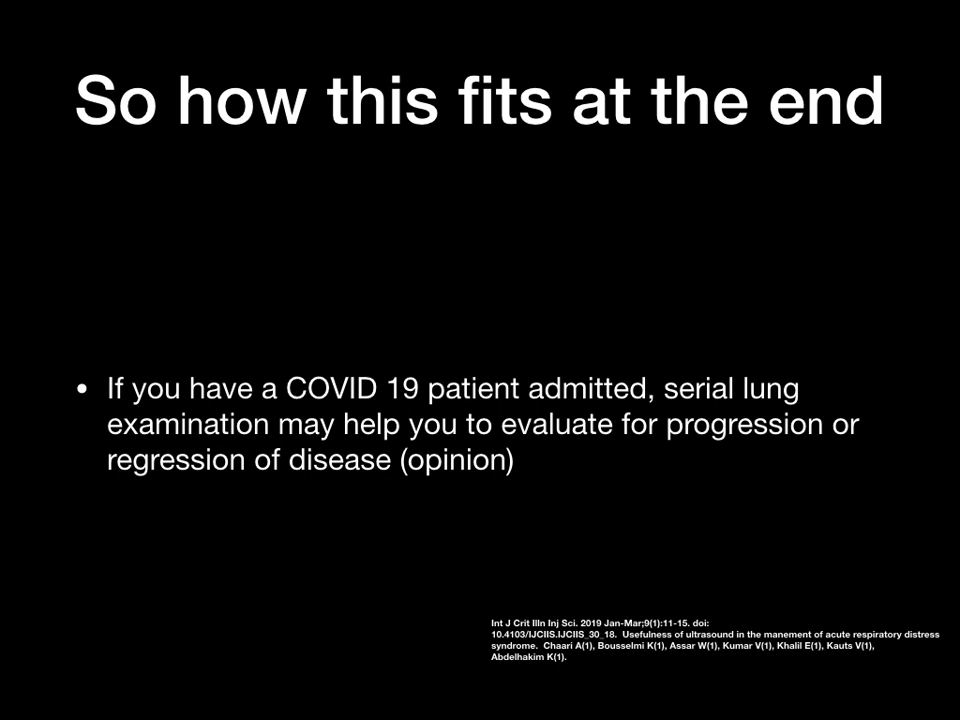 So how this fits at the end
• If you have a COVID 19 patient admitted, serial lung
examination may help you to evaluate for progression or
regression of disease (opinion)
Int J Crit Illn Inj Sci. 2019 Jan-Mar;9(1):11-15. doi:
10.4103/IJCIIS.IJCIIS_30_18. Usefulness of ultrasound in the manement of acute respiratory distress
syndrome. Chaari A(1), Bousselmi K(1), Assar W(1), Kumar V(1), Khalil E(1), Kauts V(1),
Abdelhakim K(1).